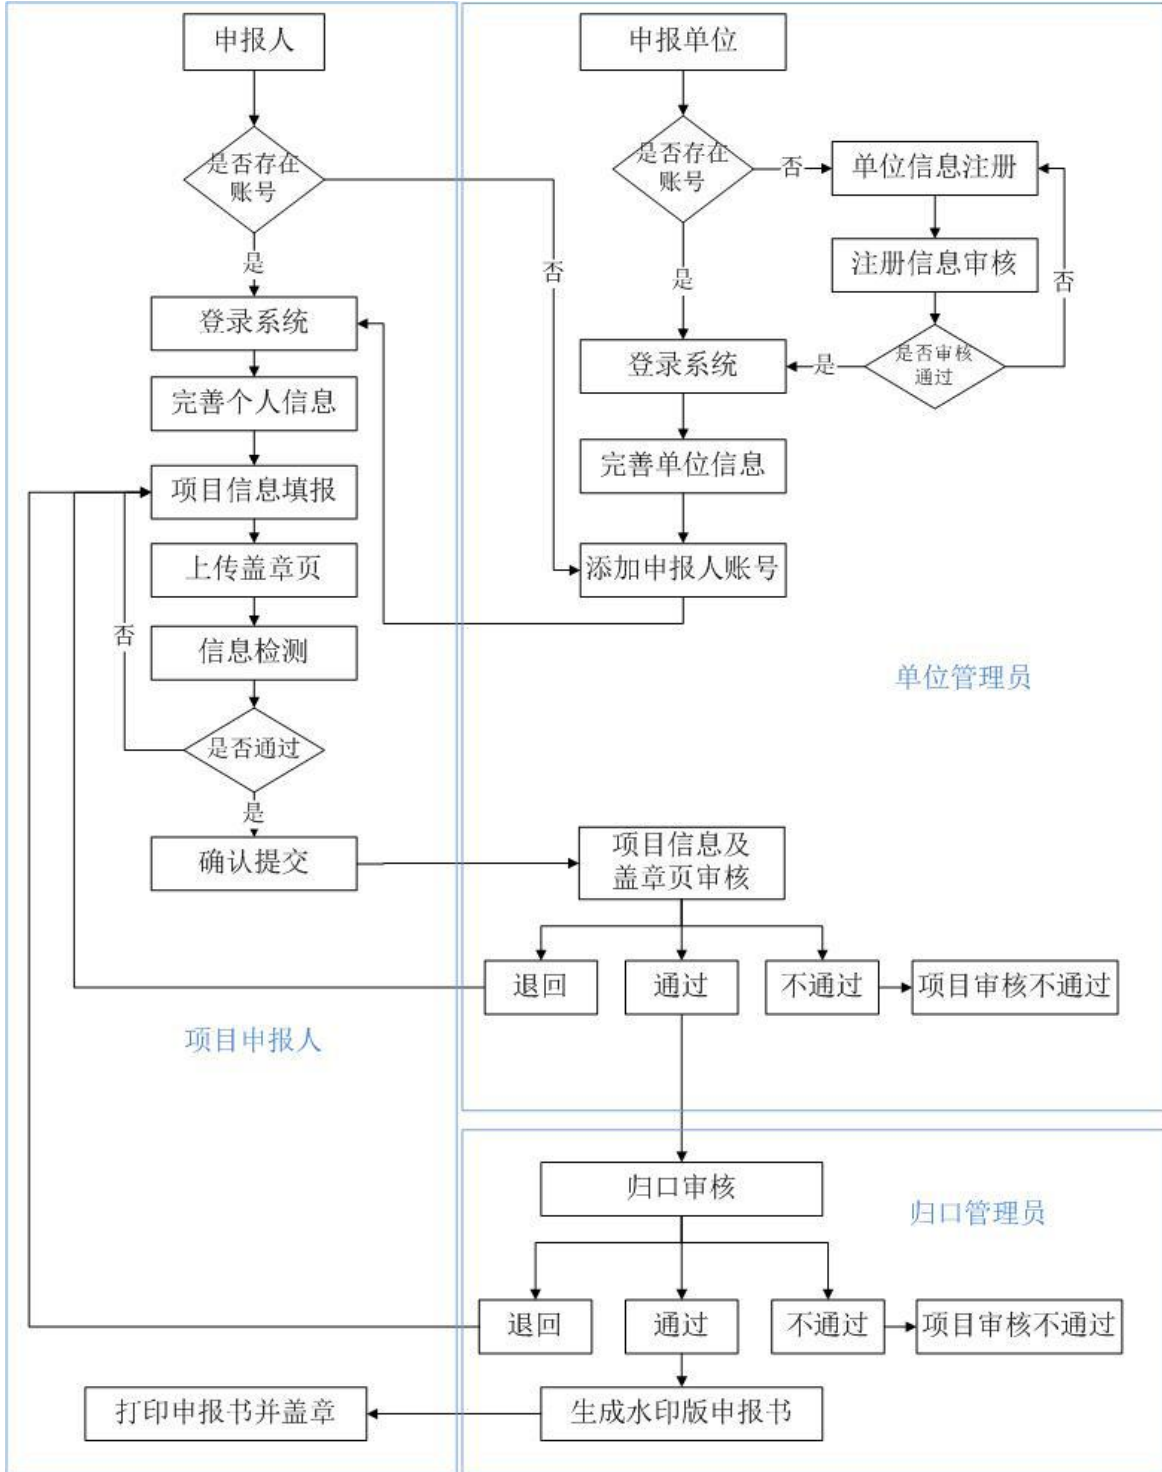 申报人
是否存在
账号
是
登录系统
完善个人信息
项目信息填报
上传盖章页
信息检测
否
是否通过
是
确认提交
项目申报人
打印申报书并盖章
否
申报单位
是否存在
账号
否
单位信息注册
注册信息审核
否
是否审核
通过
是
是
登录系统
完善单位信息
添加申报人账号
单位管理员
项目信息及
盖章页审核
退回
通过
不通过
项目审核不通过
归口审核
归口管理员
退回
通过
不通过
项目审核不通过
生成水印版申报书